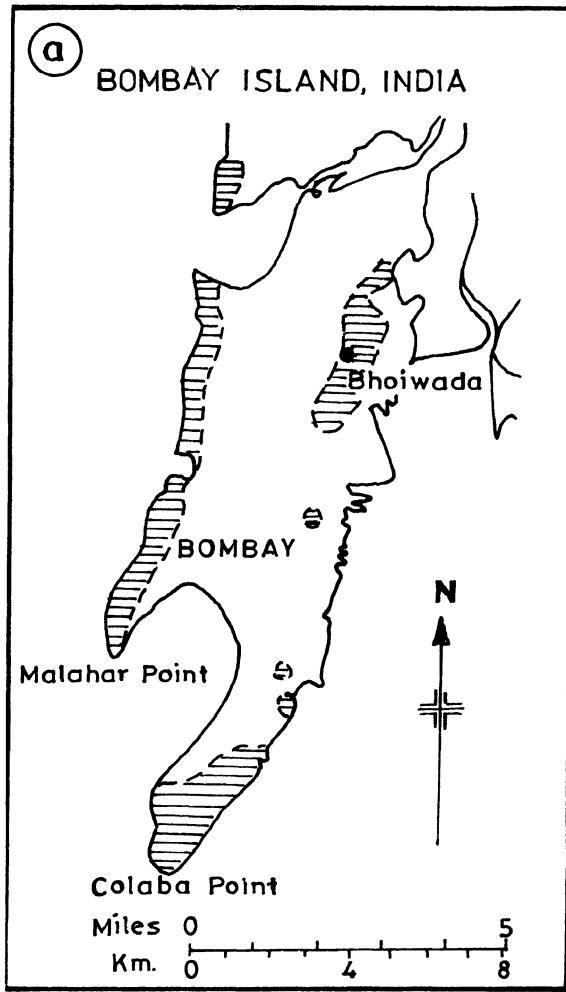 a
BOMBAY ISLAND, INDIA
Bhoiwada
BOMBAY
N
Malahar Point
Colaba Point
Miles 0 5
Km. 0 4 8